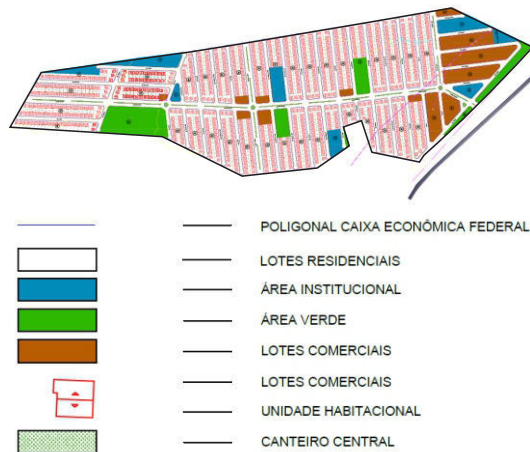 POLIGONAL CAIXA ECONÔMICA FEDERAL
LOTES RESIDENCIAIS
ÁREA INSTITUCIONAL
ÁREA VERDE
LOTES COMERCIAIS
LOTES COMERCIAIS
UNIDADE HABITACIONAL
CANTEIRO CENTRAL